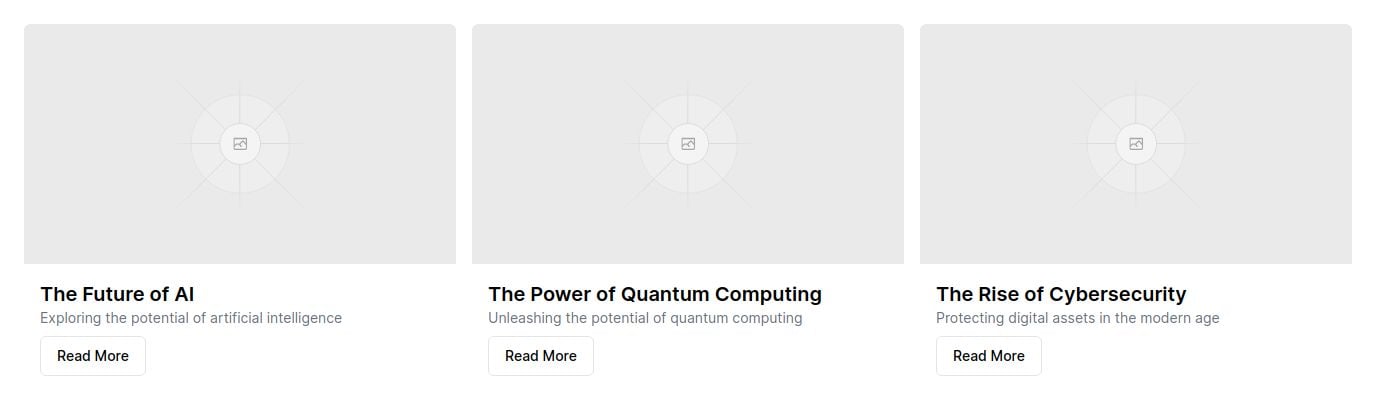 The Future of AI
Exploring the potential of artificial intelligence
Read More
The Power of Quantum Computing
Unleashing the potential of quantum computing
Read More
The Rise of Cybersecurity
Protecting digital assets in the modern age
Read More